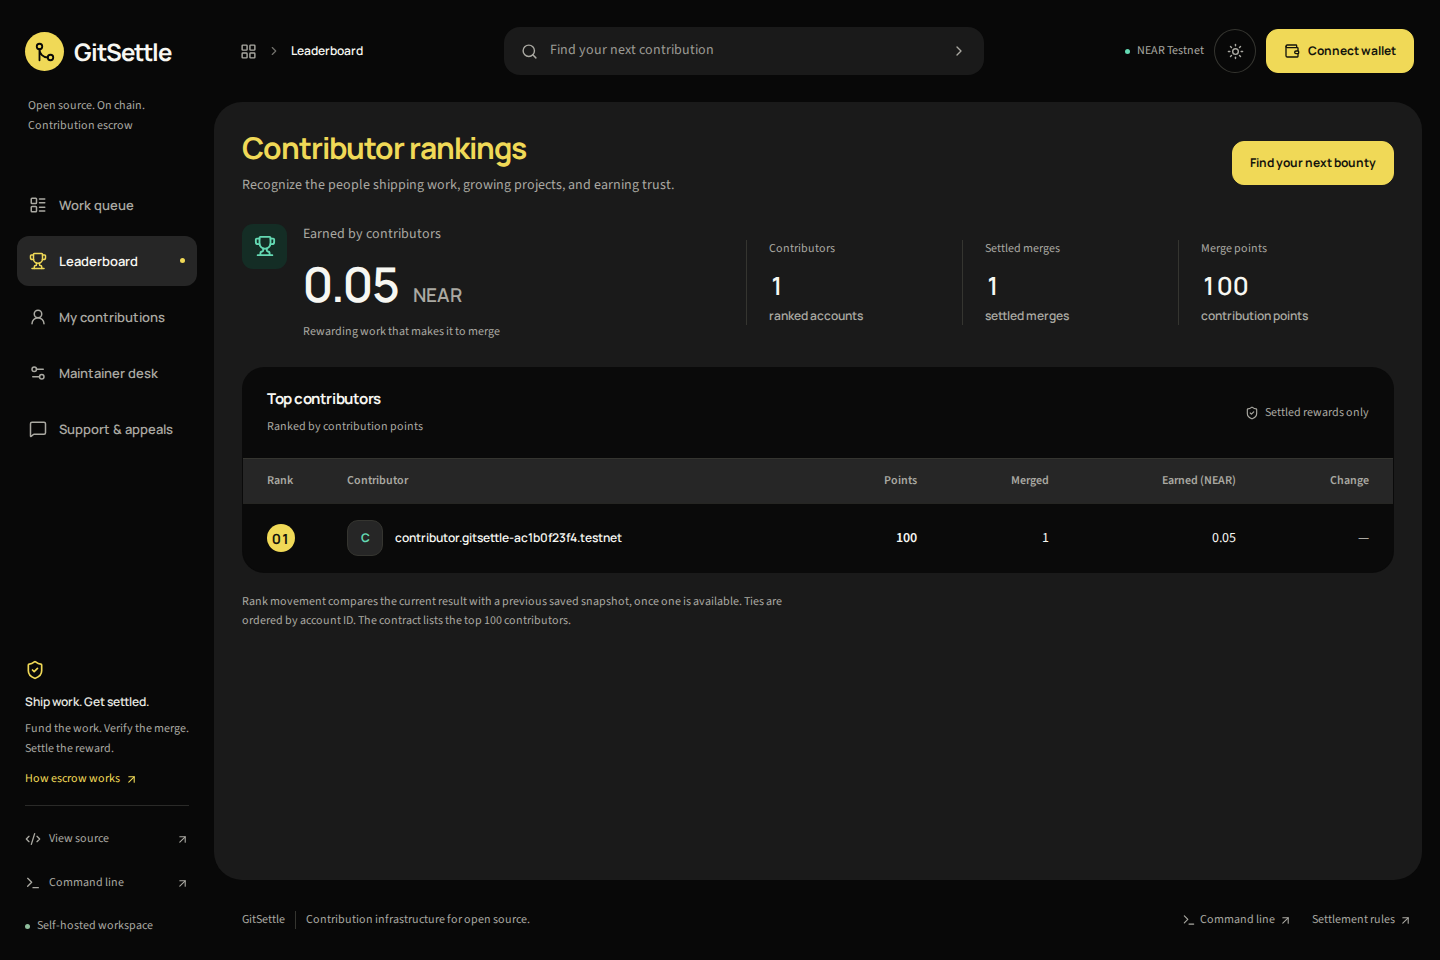 GitSettle
Open source. On chain.
Contribution escrow
Work queue
Leaderboard
My contributions
Maintainer desk
Support & appeals
Ship work. Get settled.
Fund the work. Verify the merge.
Settle the reward.
How escrow works
View source
Command line
Self-hosted workspace
Leaderboard
Find your next contribution
NEAR Testnet
Connect wallet
Contributor rankings
Recognize the people shipping work, growing projects, and earning trust.
Find your next bounty
Earned by contributors
0.05 NEAR
Rewarding work that makes it to merge
Contributors
1
ranked accounts
Settled merges
1
settled merges
Merge points
100
contribution points
Top contributors
Ranked by contribution points
Settled rewards only
Rank Contributor Points Merged Earned (NEAR) Change
01 C contributor.gitsettle-ac1b0f23f4.testnet 100 1 0.05 —
Rank movement compares the current result with a previous saved snapshot, once one is available. Ties are
ordered by account ID. The contract lists the top 100 contributors.
GitSettle Contribution infrastructure for open source.
Command line Settlement rules